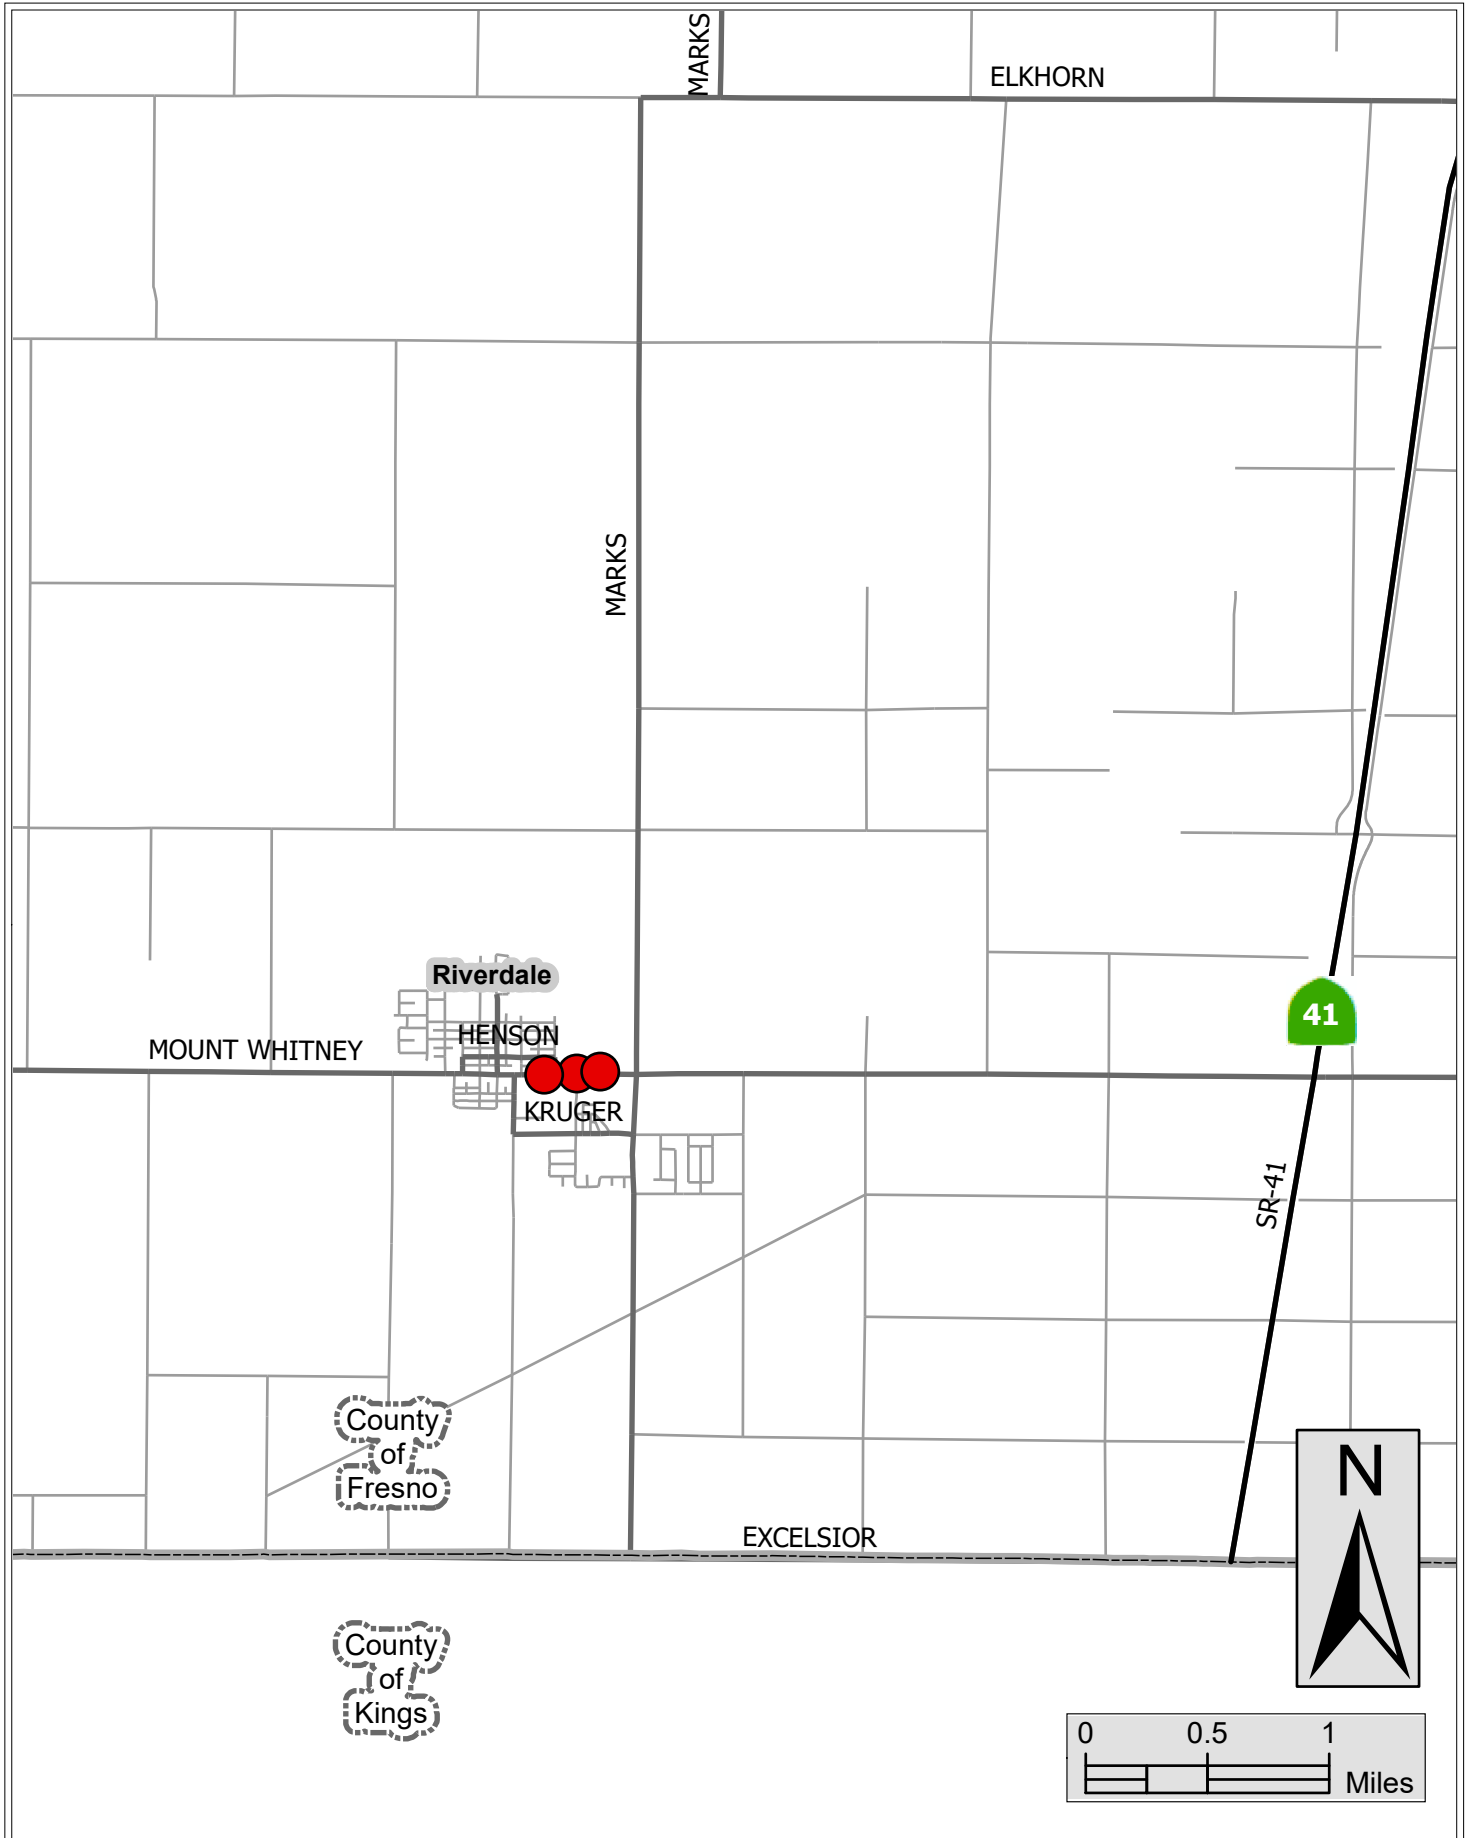 MARKS
ELKHORN
MARKS
Riverdale
HENSON
MOUNT WHITNEY
41
KRUGER
SR-41
County
of
Fresno
N
EXCELSIOR
County
of
Kings
0 0.5 1
Miles